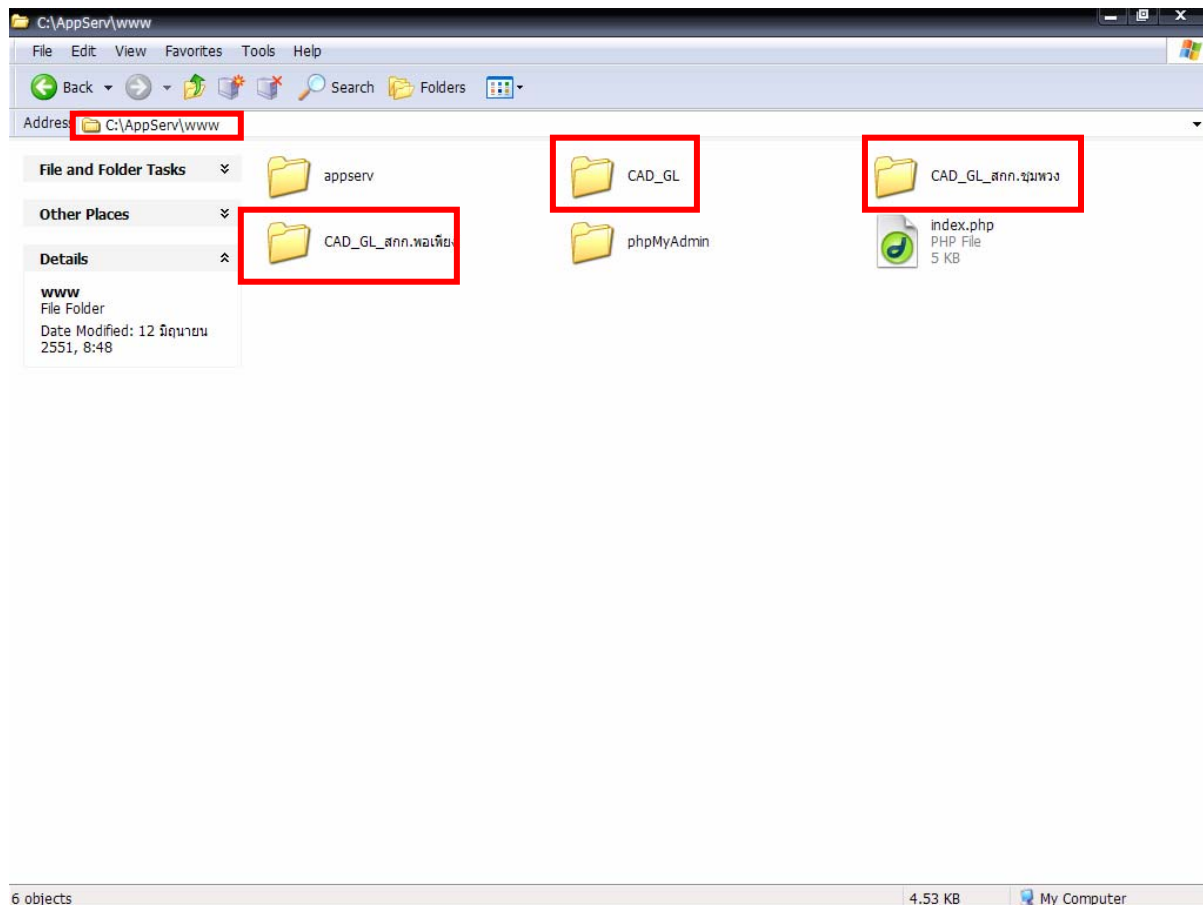 C:\AppServ\www
File Edit View Favorites Tools Help
Back Search Folders
Address C:\AppServ\www
File and Folder Tasks
Other Places
Details
www
File Folder
Date Modified: 12 มิถุนายน
2551, 8:48
appserv
CAD_GL
CAD_GL_สกก.ชุมพวง
CAD_GL_สกก.พอเพียง
phpMyAdmin
index.php
PHP File
5 KB
6 objects
4.53 KB
My Computer